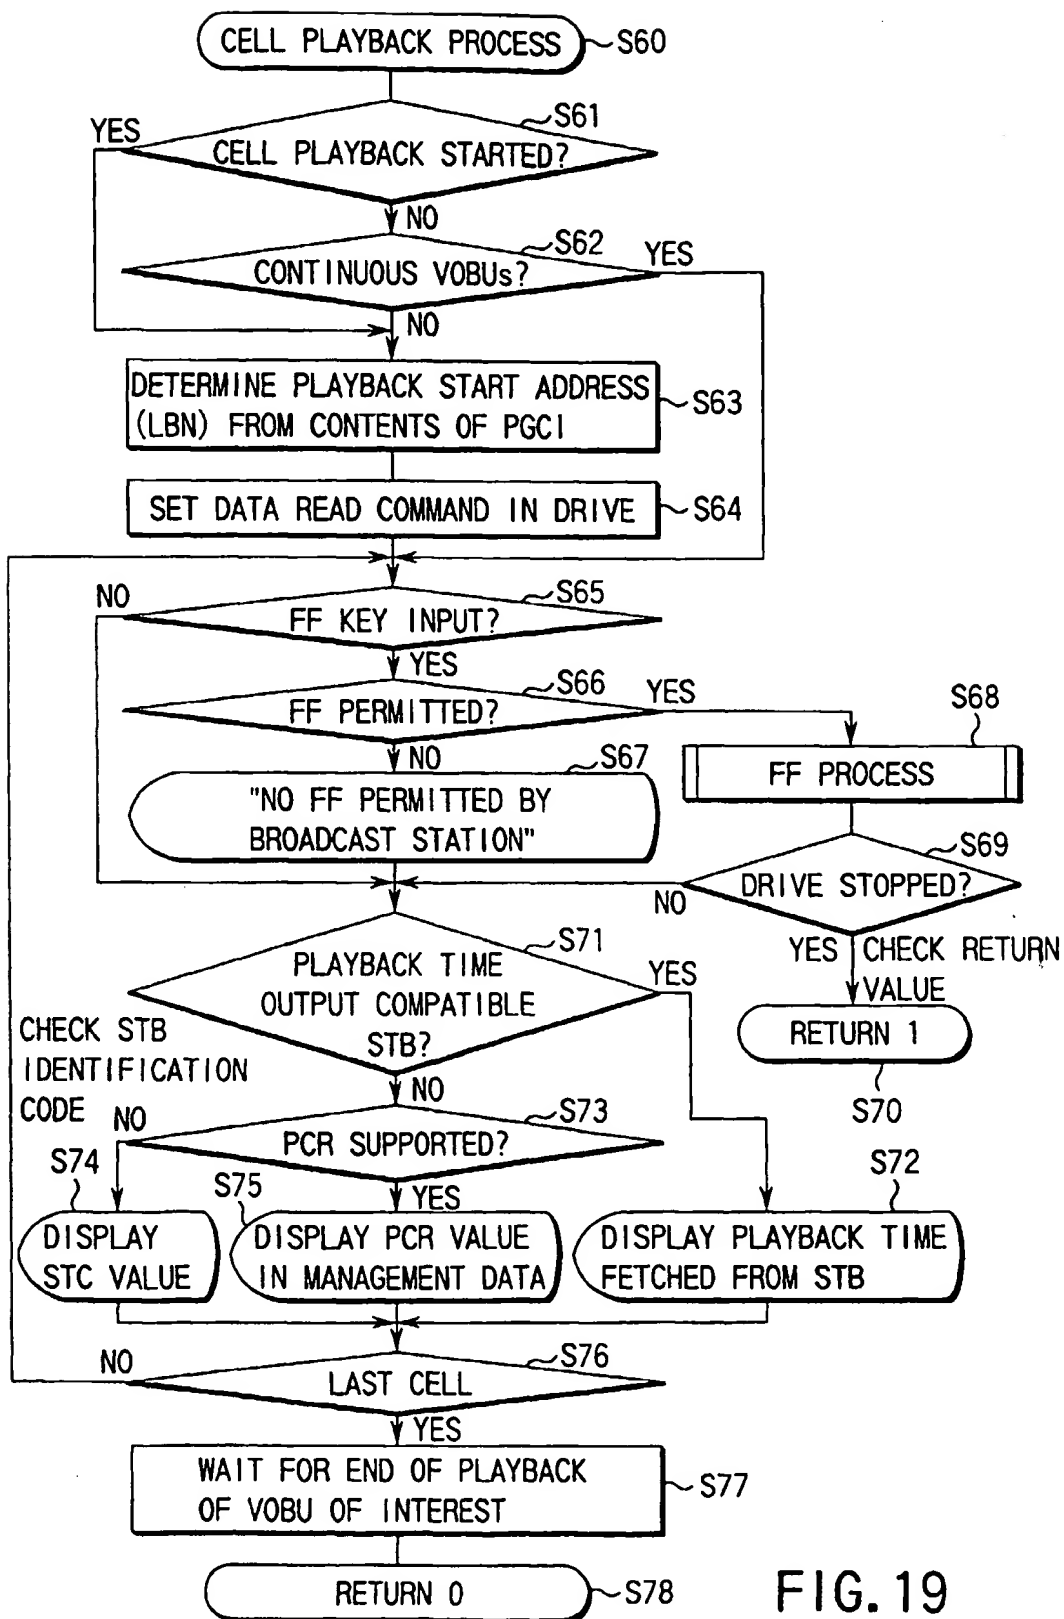 CELL PLAYBACK PROCESS
S60
S61
YES
CELL PLAYBACK STARTED?
NO
S62
YES
CONTINUOUS VOBUs?
NO
DETERMINE PLAYBACK START ADDRESS
(LBN) FROM CONTENTS OF PGCI
S63
SET DATA READ COMMAND IN DRIVE
S64
NO
S65
FF KEY INPUT?
YES
S66
YES
FF PERMITTED?
S68
NO
S67
FF PROCESS
"NO FF PERMITTED BY
BROADCAST STATION"
S69
DRIVE STOPPED?
NO
YES
CHECK RETURN
VALUE
RETURN 1
S70
S71
PLAYBACK TIME
OUTPUT COMPATIBLE
STB?
YES
CHECK STB
IDENTIFICATION
CODE
NO
NO
S73
PCR SUPPORTED?
S74
S75
YES
S72
DISPLAY
STC VALUE
DISPLAY PCR VALUE
IN MANAGEMENT DATA
DISPLAY PLAYBACK TIME
FETCHED FROM STB
NO
S76
LAST CELL
YES
WAIT FOR END OF PLAYBACK
OF VOBU OF INTEREST
S77
RETURN 0
S78
FIG. 19